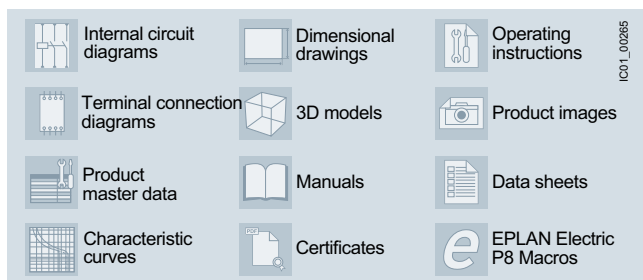 Internal circuit
diagrams
Dimensional
drawings
Operating
instructions
IC01_00265
Terminal connection
diagrams
3D models
Product images
Product
master data
Manuals
Data sheets
Characteristic
curves
PDF
Certificates
e
EPLAN Electric
P8 Macros